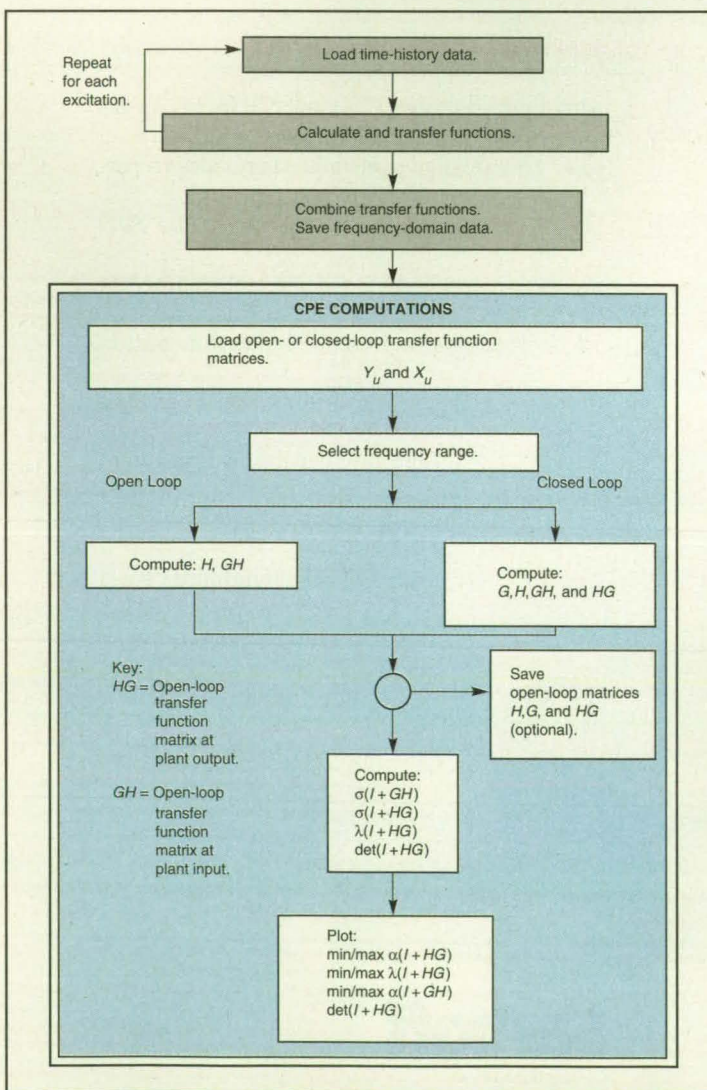 Repeat
for each
excitation.
Load time-history data.
Calculate and transfer functions.
Combine transfer functions.
Save frequency-domain data.
CPE COMPUTATIONS
Load open- or closed-loop transfer function
matrices.
Yu and Xu
Select frequency range.
Open Loop
Closed Loop
Compute: H, GH
Compute:
G,H,GH, and HG
Key:
HG = Open-loop
transfer
function
matrix at
plant output.
GH = Open-loop
transfer
function
matrix at
plant input.
Save
open-loop matrices
H,G, and HG
(optional).
Compute:
σ(I + GH)
σ(I + HG)
λ(I + HG)
det(I + HG)
Plot:
min/max α(I + HG)
min/max λ(I + HG)
min/max α(I + GH)
det(I + HG)